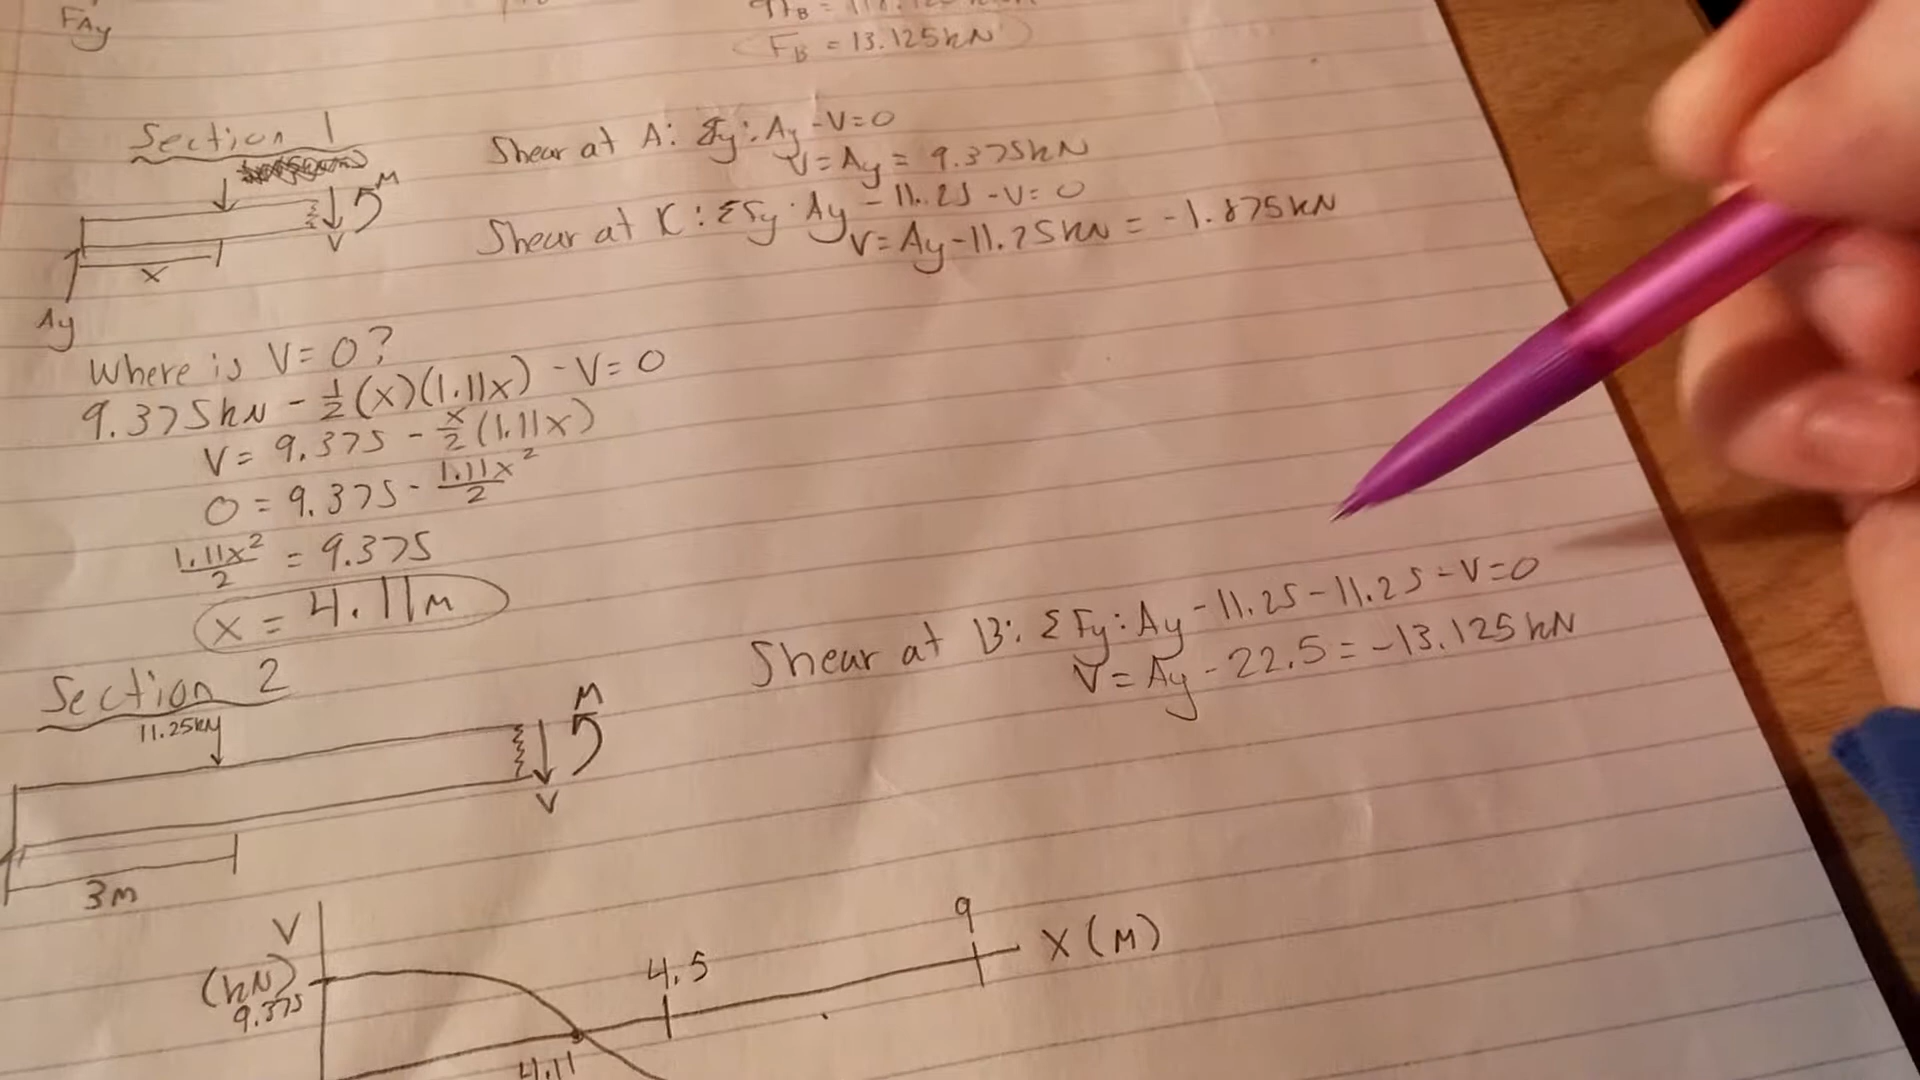 FAy
FB = 13.125kN
Section 1
M
V
x
Ay
Shear at A: ΣFy: Ay - V = 0
V = Ay = 9.375kN
Shear at K: ΣFy: Ay - 11.25 - V = 0
V = Ay - 11.25kN = -1.875kN
Where is V = 0?
9.375kN - 1/2 (x)(1.11x) - V = 0
V = 9.375 - x/2 (1.11x)
0 = 9.375 - 1.11x²/2
1.11x²/2 = 9.375
x = 4.11m
Section 2
11.25kN
M
V
3m
Shear at B: ΣFy: Ay - 11.25 - 11.25 - V = 0
V = Ay - 22.5 = -13.125kN
V
(kN)
9.375
4.11
4.5
9
X (M)